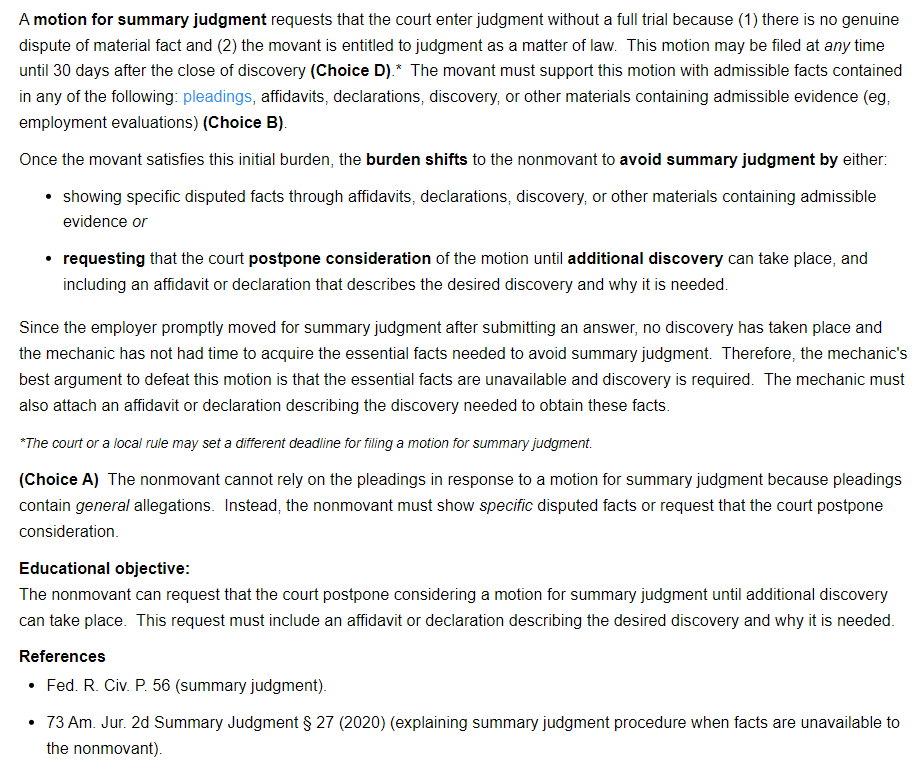 A motion for summary judgment requests that the court enter judgment without a full trial because (1) there is no genuine
dispute of material fact and (2) the movant is entitled to judgment as a matter of law.  This motion may be filed at any time
until 30 days after the close of discovery (Choice D).*  The movant must support this motion with admissible facts contained
in any of the following: pleadings, affidavits, declarations, discovery, or other materials containing admissible evidence (eg,
employment evaluations) (Choice B).
Once the movant satisfies this initial burden, the burden shifts to the nonmovant to avoid summary judgment by either:
• showing specific disputed facts through affidavits, declarations, discovery, or other materials containing admissible
evidence or
• requesting that the court postpone consideration of the motion until additional discovery can take place, and
including an affidavit or declaration that describes the desired discovery and why it is needed.
Since the employer promptly moved for summary judgment after submitting an answer, no discovery has taken place and
the mechanic has not had time to acquire the essential facts needed to avoid summary judgment.  Therefore, the mechanic's
best argument to defeat this motion is that the essential facts are unavailable and discovery is required.  The mechanic must
also attach an affidavit or declaration describing the discovery needed to obtain these facts.
*The court or a local rule may set a different deadline for filing a motion for summary judgment.
(Choice A)  The nonmovant cannot rely on the pleadings in response to a motion for summary judgment because pleadings
contain general allegations.  Instead, the nonmovant must show specific disputed facts or request that the court postpone
consideration.
Educational objective:
The nonmovant can request that the court postpone considering a motion for summary judgment until additional discovery
can take place.  This request must include an affidavit or declaration describing the desired discovery and why it is needed.
References
• Fed. R. Civ. P. 56 (summary judgment).
• 73 Am. Jur. 2d Summary Judgment § 27 (2020) (explaining summary judgment procedure when facts are unavailable to
the nonmovant).